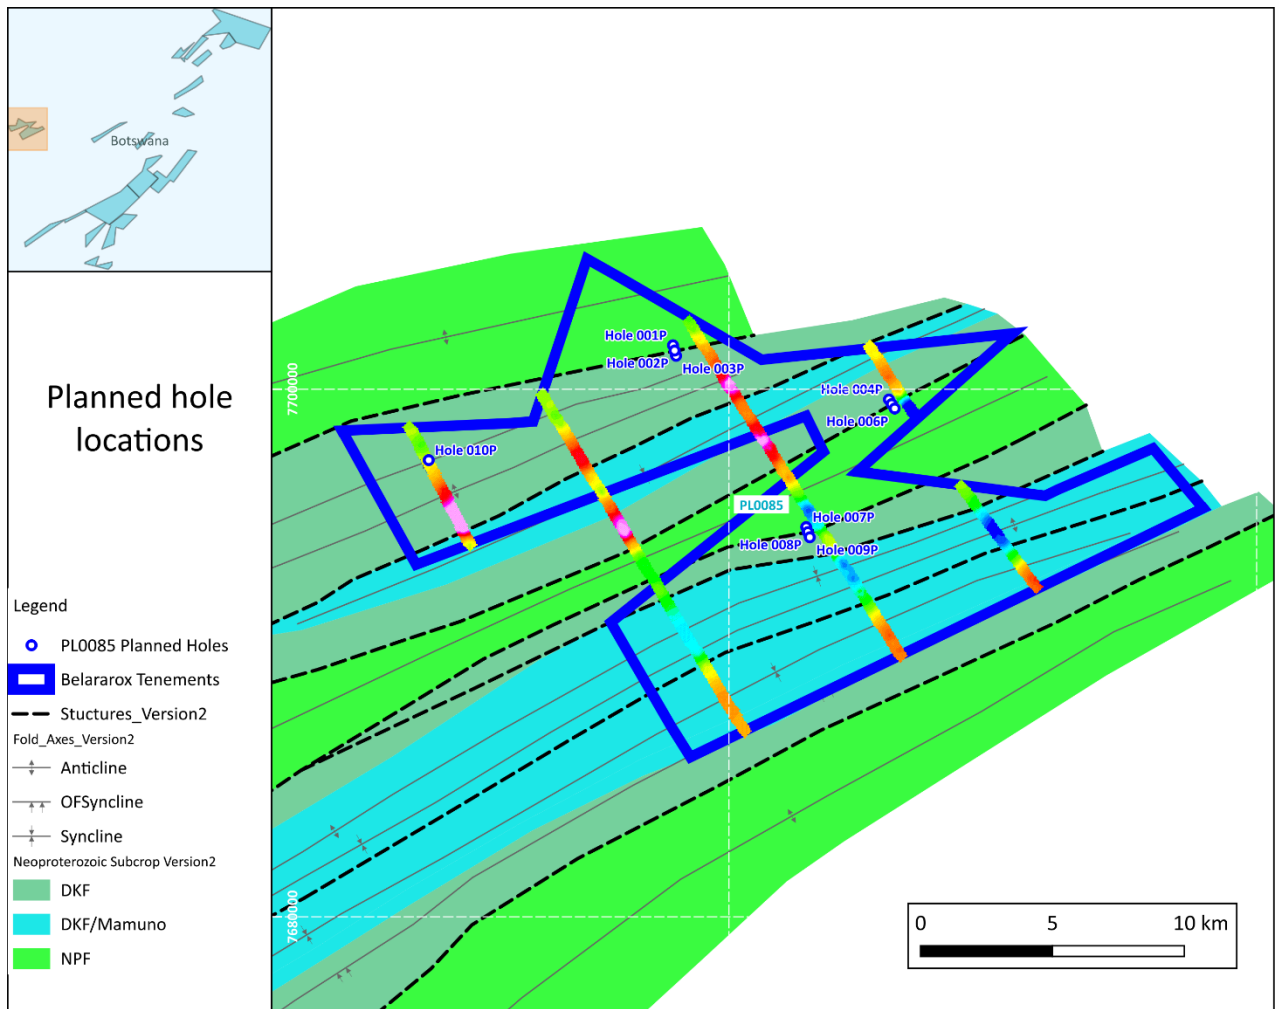 Botswana
Planned hole
locations
Legend
PL0085 Planned Holes
Belararox Tenements
Stuctures_Version2
Fold_Axes_Version2
Anticline
OFSyncline
Syncline
Neoproterozoic Subcrop Version2
DKF
DKF/Mamuno
NPF
Hole 001P
Hole 002P
Hole 003P
7700000
Hole 004P
Hole 006P
Hole 010P
PL0085
Hole 007P
Hole 008P
Hole 009P
7680000
0 5 10 km